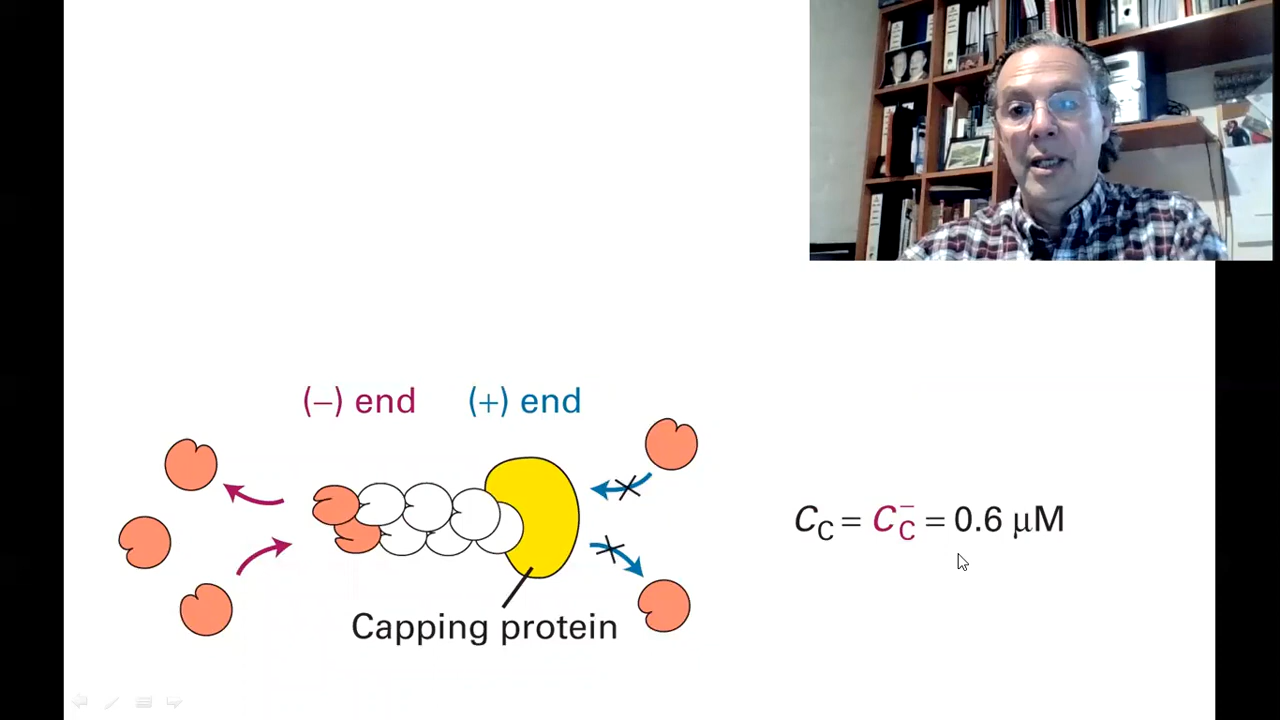 (−) end (+) end
C_C = C_C^− = 0.6 μM
Capping protein